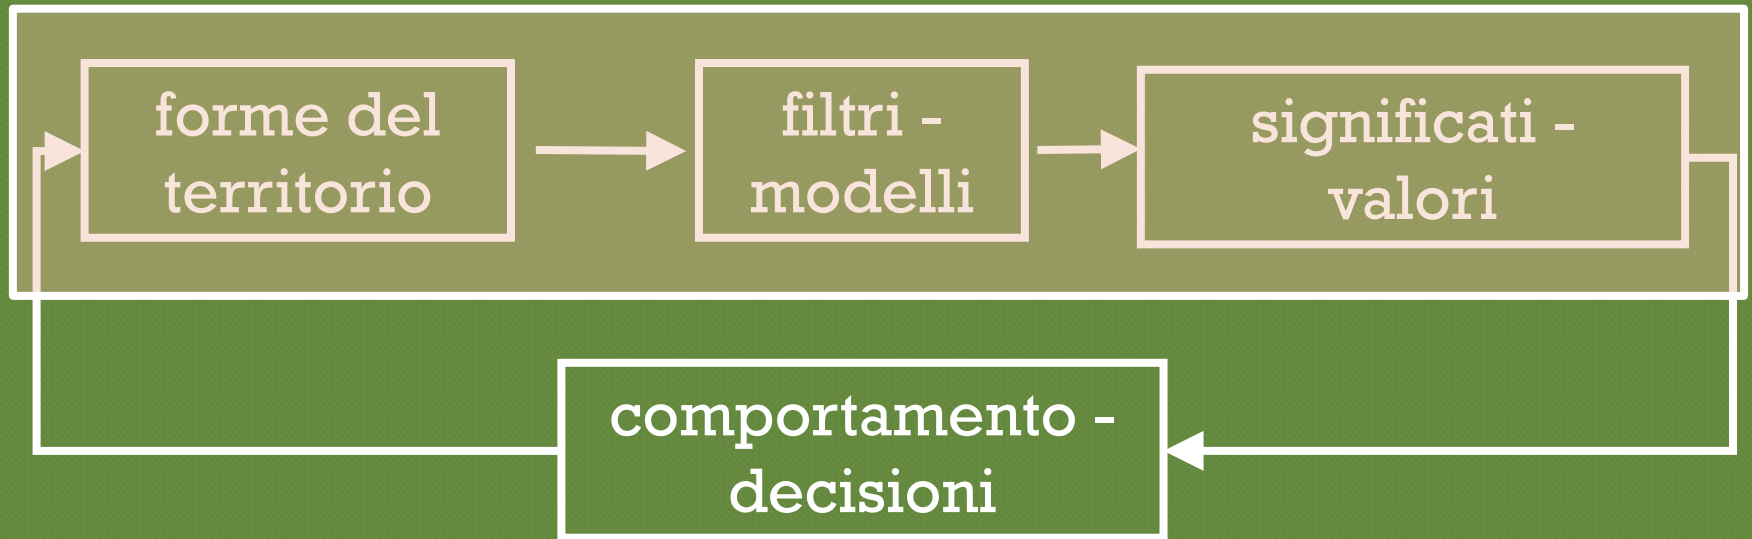 forme del
territorio
filtri -
modelli
significati -
valori
comportamento -
decisioni